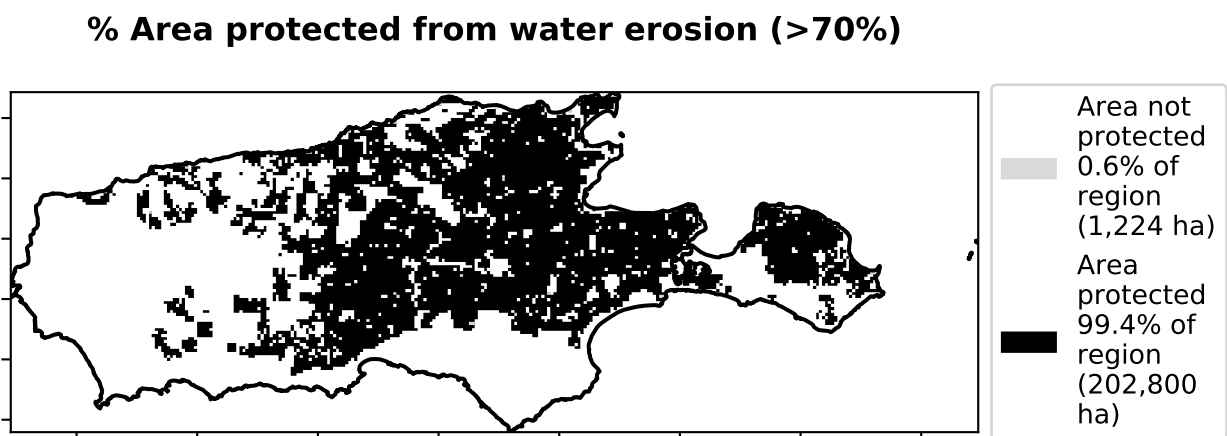 % Area protected from water erosion (>70%)
Area not
protected
0.6% of
region
(1,224 ha)
Area
protected
99.4% of
region
(202,800
ha)